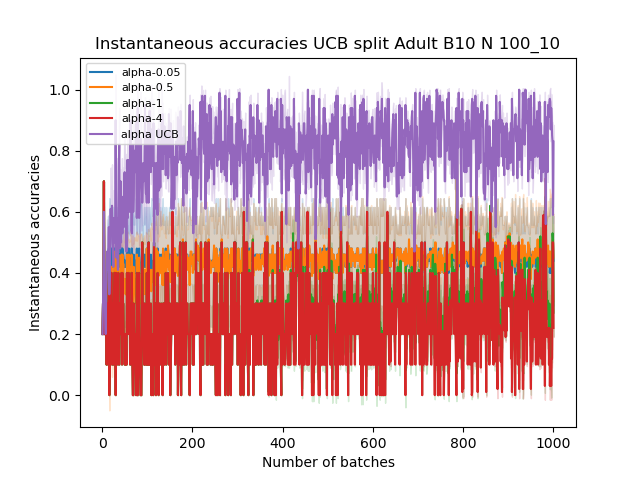 Instantaneous accuracies UCB split Adult B10 N 100_10
alpha-0.05
alpha-0.5
alpha-1
alpha-4
alpha UCB
1.0
0.8
0.6
0.4
0.2
0.0
Instantaneous accuracies
0 200 400 600 800 1000
Number of batches